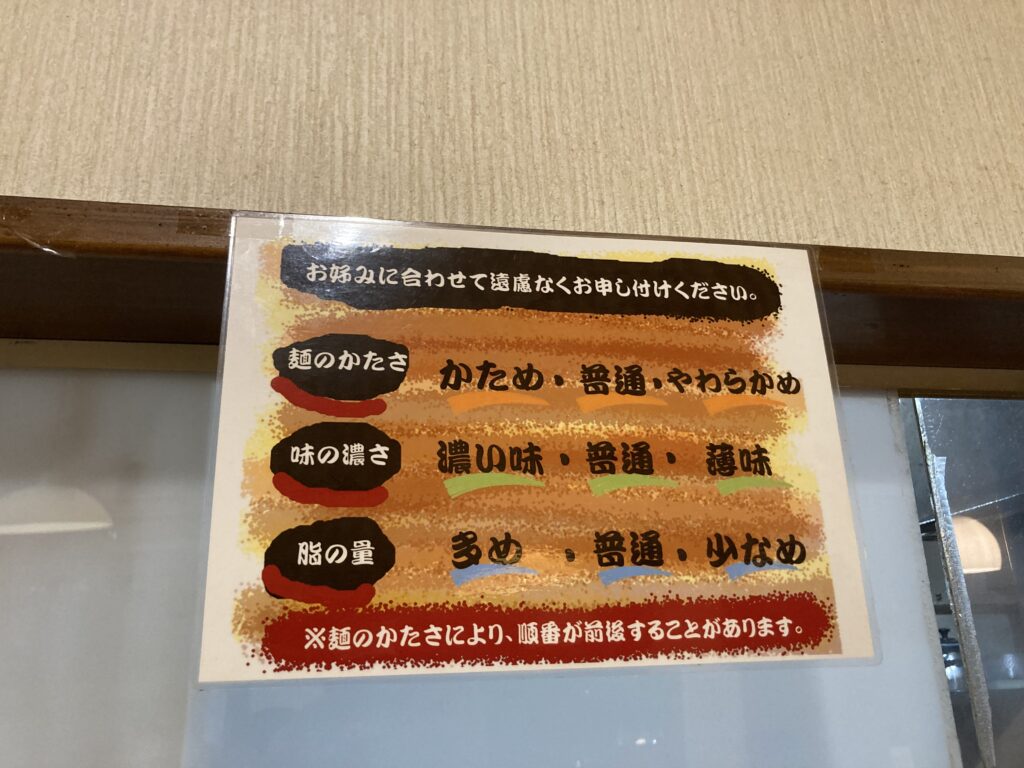 お好みに合わせて遠慮なくお申し付けください。
麺のかたさ かため・普通・やわらかめ
味の濃さ 濃い味・普通・薄味
脂の量 多め・普通・少なめ
※麺のかたさにより、順番が前後することがあります。